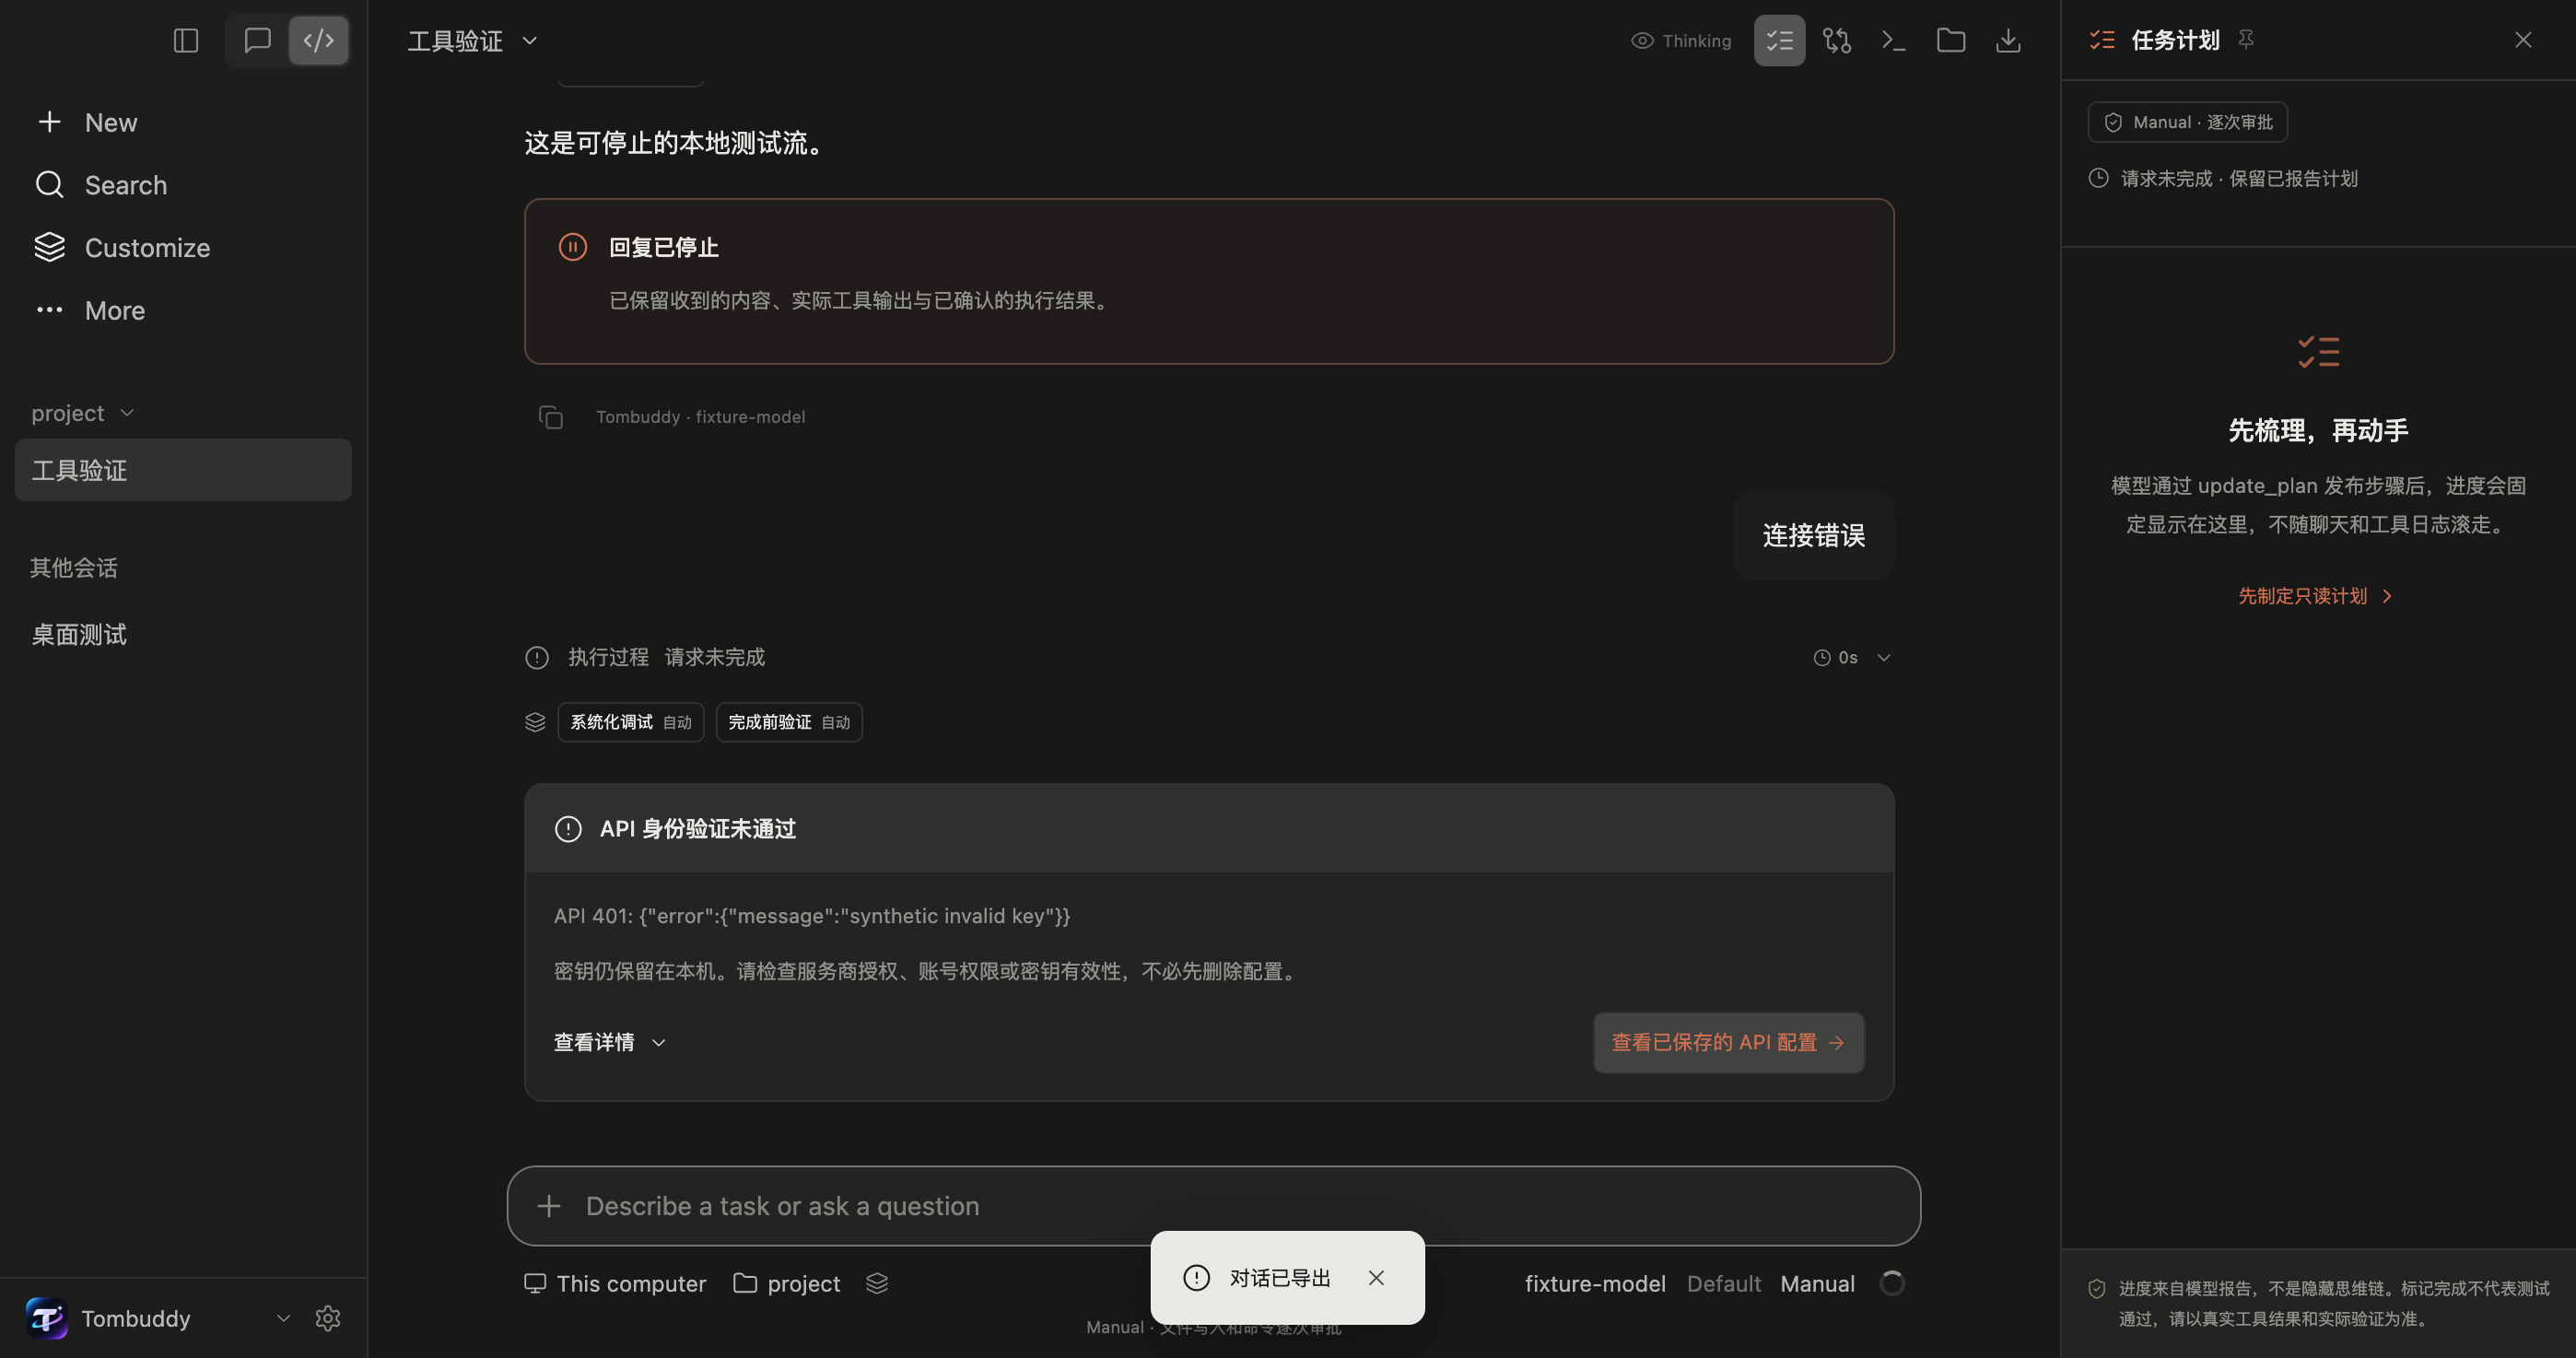 New
Search
Customize
More
project
工具验证
其他会话
桌面测试
Tombuddy
工具验证
Thinking
这是可停止的本地测试流。
回复已停止
已保留收到的内容、实际工具输出与已确认的执行结果。
Tombuddy · fixture-model
连接错误
执行过程 请求未完成
0s
系统化调试 自动 完成前验证 自动
API 身份验证未通过
API 401: {"error":{"message":"synthetic invalid key"}}
密钥仍保留在本机。请检查服务商授权、账号权限或密钥有效性，不必先删除配置。
查看详情
查看已保存的 API 配置
Describe a task or ask a question
This computer project
对话已导出
fixture-model Default Manual
Manual · 文件写入和命令逐次审批
任务计划
Manual · 逐次审批
请求未完成 · 保留已报告计划
先梳理，再动手
模型通过 update_plan 发布步骤后，进度会固
定显示在这里，不随聊天和工具日志滚走。
先制定只读计划
进度来自模型报告，不是隐藏思维链。标记完成不代表测试
通过，请以真实工具结果和实际验证为准。